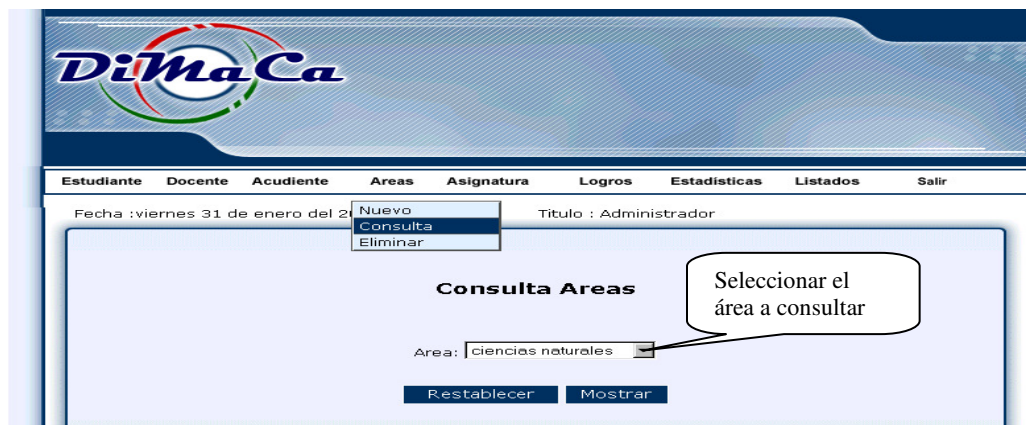 DiMaCa
Estudiante Docente Acudiente Areas Asignatura Logros Estadísticas Listados Salir
Fecha :viernes 31 de enero del 2 Titulo : Administrador
Nuevo
Consulta
Eliminar
Consulta Areas
Seleccionar el
área a consultar
Area: ciencias naturales
Restablecer Mostrar